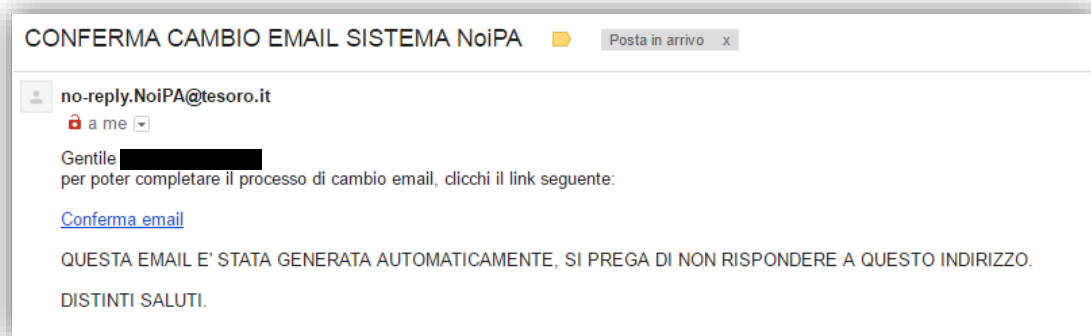 CONFERMA CAMBIO EMAIL SISTEMA NoiPA Posta in arrivo x
no-reply.NoiPA@tesoro.it
a me
Gentile
per poter completare il processo di cambio email, clicchi il link seguente:
Conferma email
QUESTA EMAIL E' STATA GENERATA AUTOMATICAMENTE, SI PREGA DI NON RISPONDERE A QUESTO INDIRIZZO.
DISTINTI SALUTI.